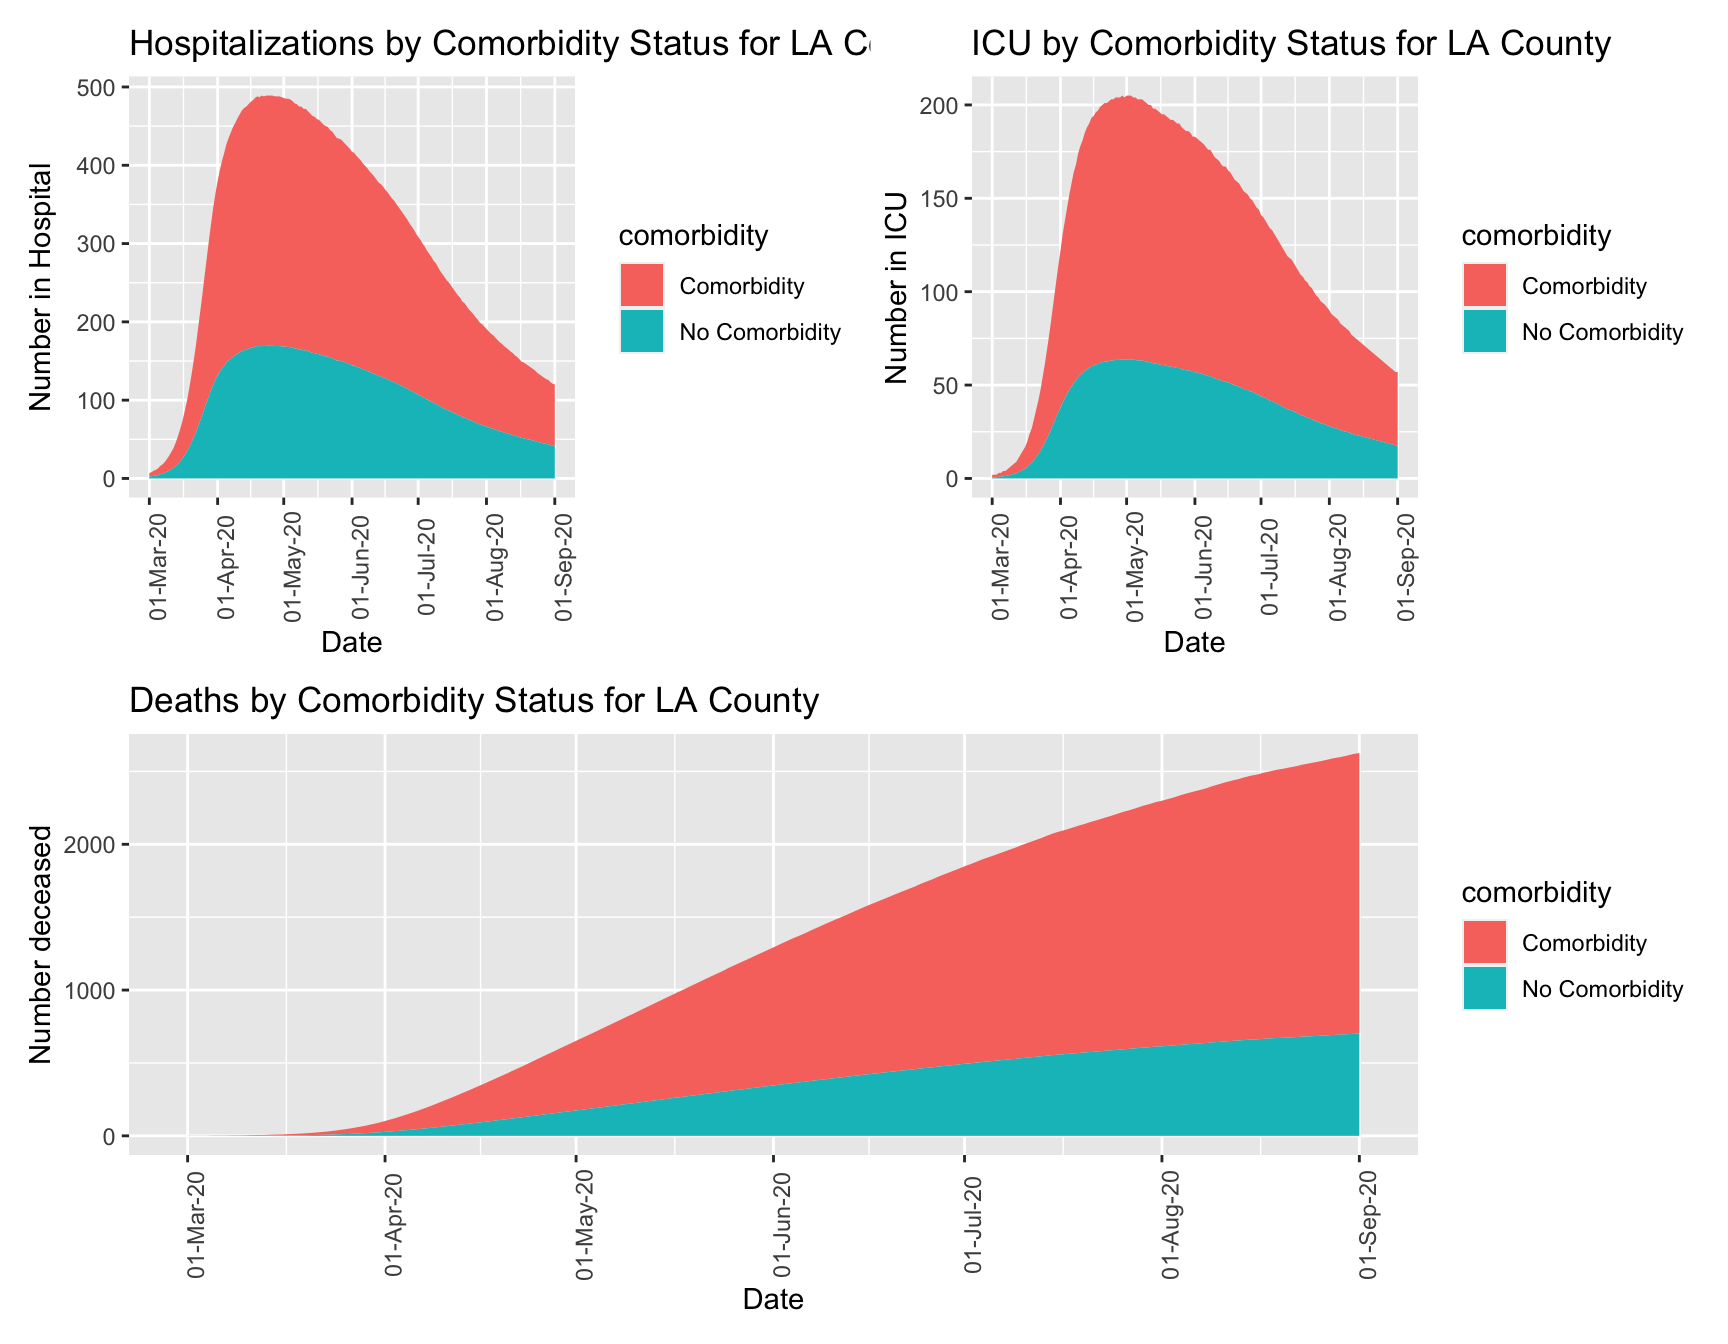 Hospitalizations by Comorbidity Status for LA C
500
400
300
200
100
0
Number in Hospital
01-Mar-20
01-Apr-20
01-May-20
01-Jun-20
01-Jul-20
01-Aug-20
01-Sep-20
Date
comorbidity
Comorbidity
No Comorbidity
ICU by Comorbidity Status for LA County
200
150
100
50
0
Number in ICU
01-Mar-20
01-Apr-20
01-May-20
01-Jun-20
01-Jul-20
01-Aug-20
01-Sep-20
Date
comorbidity
Comorbidity
No Comorbidity
Deaths by Comorbidity Status for LA County
2000
1000
0
Number deceased
01-Mar-20
01-Apr-20
01-May-20
01-Jun-20
01-Jul-20
01-Aug-20
01-Sep-20
Date
comorbidity
Comorbidity
No Comorbidity